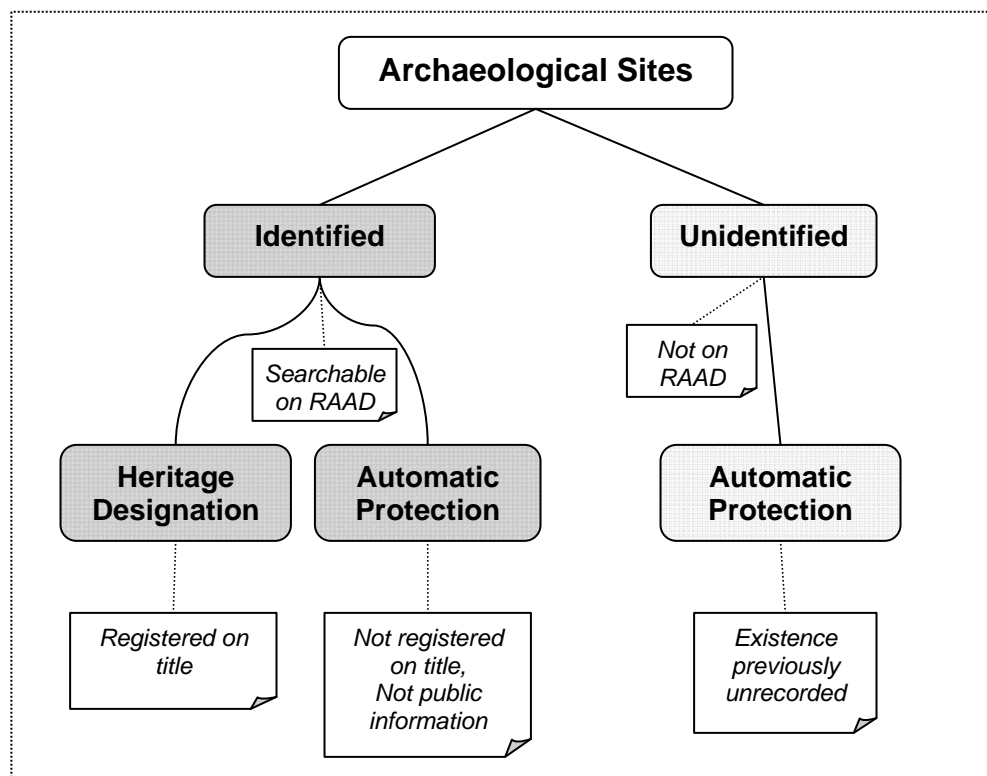 Archaeological Sites
Identified
Unidentified
Searchable
on RAAD
Not on
RAAD
Heritage
Designation
Automatic
Protection
Automatic
Protection
Registered on
title
Not registered
on title,
Not public
information
Existence
previously
unrecorded